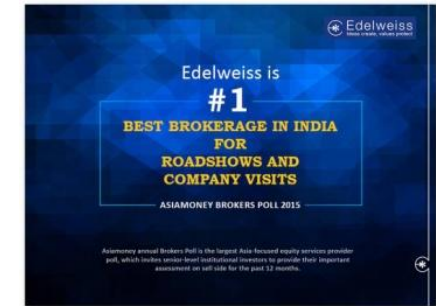 Edelweiss
Ideas create, values protect
Edelweiss is
#1
BEST BROKERAGE IN INDIA
FOR
ROADSHOWS AND
COMPANY VISITS
ASIAMONEY BROKERS POLL 2015
Asiamoney annual Brokers Poll is the largest Asia-focused equity services provider
poll, which invites senior-level institutional investors to provide their important
assessment on sell side for the past 12 months.